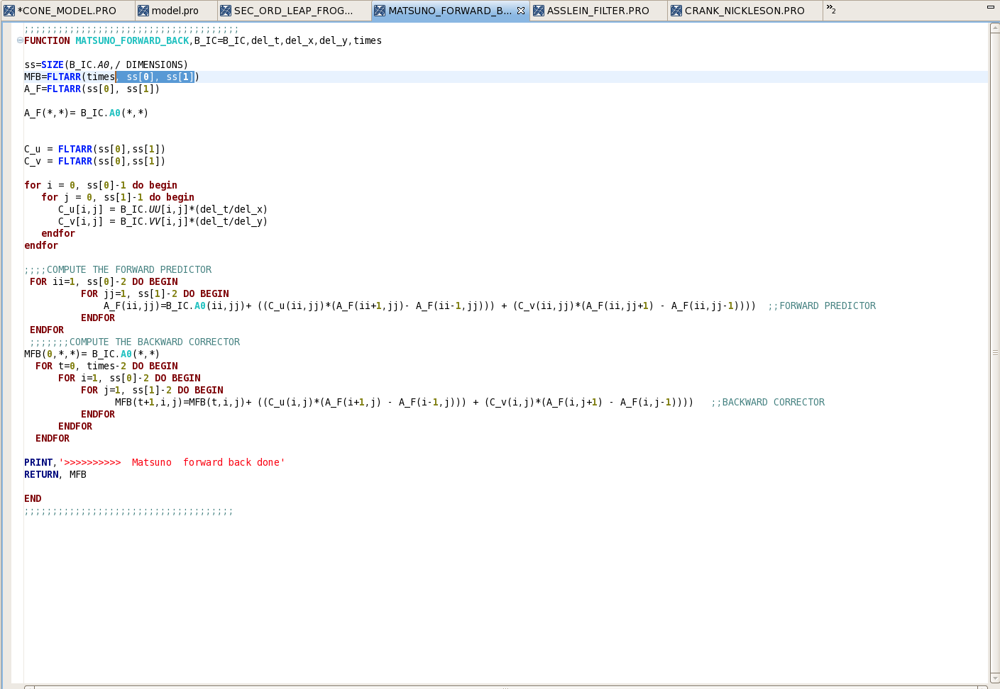 *CONE_MODEL.PRO model.pro SEC_ORD_LEAP_FROG... MATSUNO_FORWARD_B... ASSLEIN_FILTER.PRO CRANK_NICKLESON.PRO »2
;;;;;;;;;;;;;;;;;;;;;;;;;;;;;;;;;;;;;;
FUNCTION MATSUNO_FORWARD_BACK,B_IC=B_IC,del_t,del_x,del_y,times
ss=SIZE(B_IC.A0,/ DIMENSIONS)
MFB=FLTARR(times, ss[0], ss[1])
A_F=FLTARR(ss[0], ss[1])
A_F(*,*)= B_IC.A0(*,*)
C_u = FLTARR(ss[0],ss[1])
C_v = FLTARR(ss[0],ss[1])
for i = 0, ss[0]-1 do begin
for j = 0, ss[1]-1 do begin
C_u[i,j] = B_IC.UU[i,j]*(del_t/del_x)
C_v[i,j] = B_IC.VV[i,j]*(del_t/del_y)
endfor
endfor
;;;;COMPUTE THE FORWARD PREDICTOR
FOR ii=1, ss[0]-2 DO BEGIN
FOR jj=1, ss[1]-2 DO BEGIN
A_F(ii,jj)=B_IC.A0(ii,jj)+ ((C_u(ii,jj)*(A_F(ii+1,jj)- A_F(ii-1,jj))) + (C_v(ii,jj)*(A_F(ii,jj+1) - A_F(ii,jj-1)))) ;;FORWARD PREDICTOR
ENDFOR
ENDFOR
;;;;;;;COMPUTE THE BACKWARD CORRECTOR
MFB(0,*,*)= B_IC.A0(*,*)
FOR t=0, times-2 DO BEGIN
FOR i=1, ss[0]-2 DO BEGIN
FOR j=1, ss[1]-2 DO BEGIN
MFB(t+1,i,j)=MFB(t,i,j)+ ((C_u(i,j)*(A_F(i+1,j) - A_F(i-1,j))) + (C_v(i,j)*(A_F(i,j+1) - A_F(i,j-1)))) ;;BACKWARD CORRECTOR
ENDFOR
ENDFOR
ENDFOR
PRINT,'>>>>>>>>>> Matsuno forward back done'
RETURN, MFB
END
;;;;;;;;;;;;;;;;;;;;;;;;;;;;;;;;;;;;;